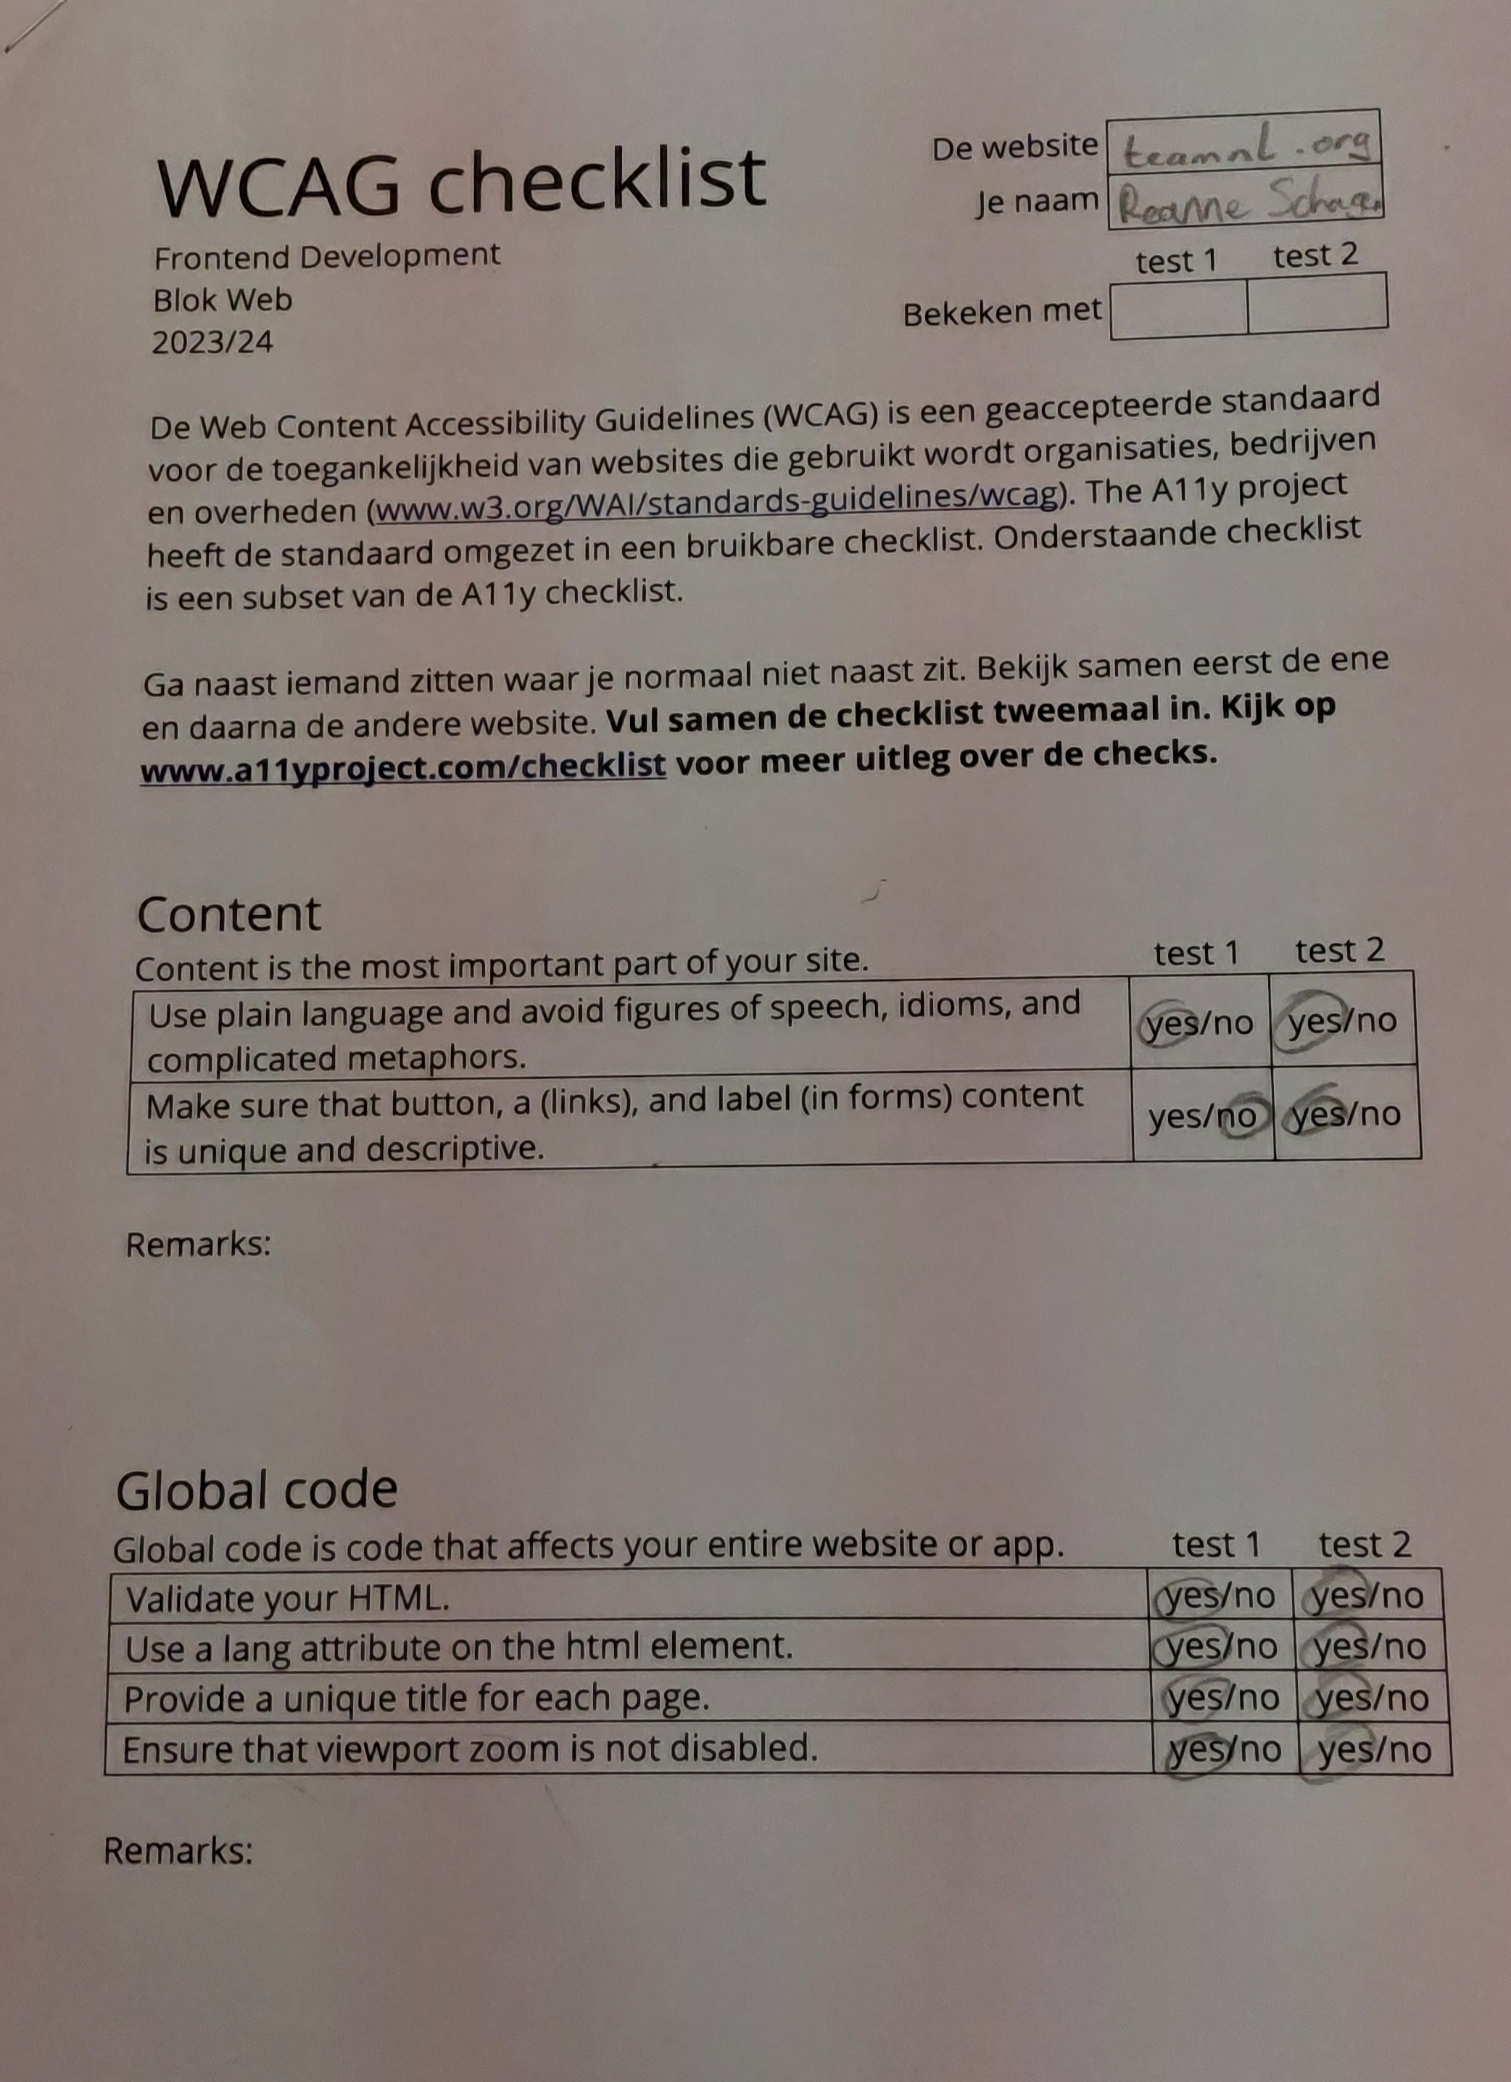 WCAG checklist
Frontend Development
Blok Web
2023/24
De website teamnl.org
Je naam Roanne Schagen
test 1 test 2
Bekeken met
De Web Content Accessibility Guidelines (WCAG) is een geaccepteerde standaard
voor de toegankelijkheid van websites die gebruikt wordt organisaties, bedrijven
en overheden (www.w3.org/WAI/standards-guidelines/wcag). The A11y project
heeft de standaard omgezet in een bruikbare checklist. Onderstaande checklist
is een subset van de A11y checklist.
Ga naast iemand zitten waar je normaal niet naast zit. Bekijk samen eerst de ene
en daarna de andere website. Vul samen de checklist tweemaal in. Kijk op
www.a11yproject.com/checklist voor meer uitleg over de checks.
Content
Content is the most important part of your site. test 1 test 2
Use plain language and avoid figures of speech, idioms, and
complicated metaphors. yes/no yes/no
Make sure that button, a (links), and label (in forms) content
is unique and descriptive. yes/no yes/no
Remarks:
Global code
Global code is code that affects your entire website or app. test 1 test 2
Validate your HTML. yes/no yes/no
Use a lang attribute on the html element. yes/no yes/no
Provide a unique title for each page. yes/no yes/no
Ensure that viewport zoom is not disabled. yes/no yes/no
Remarks: